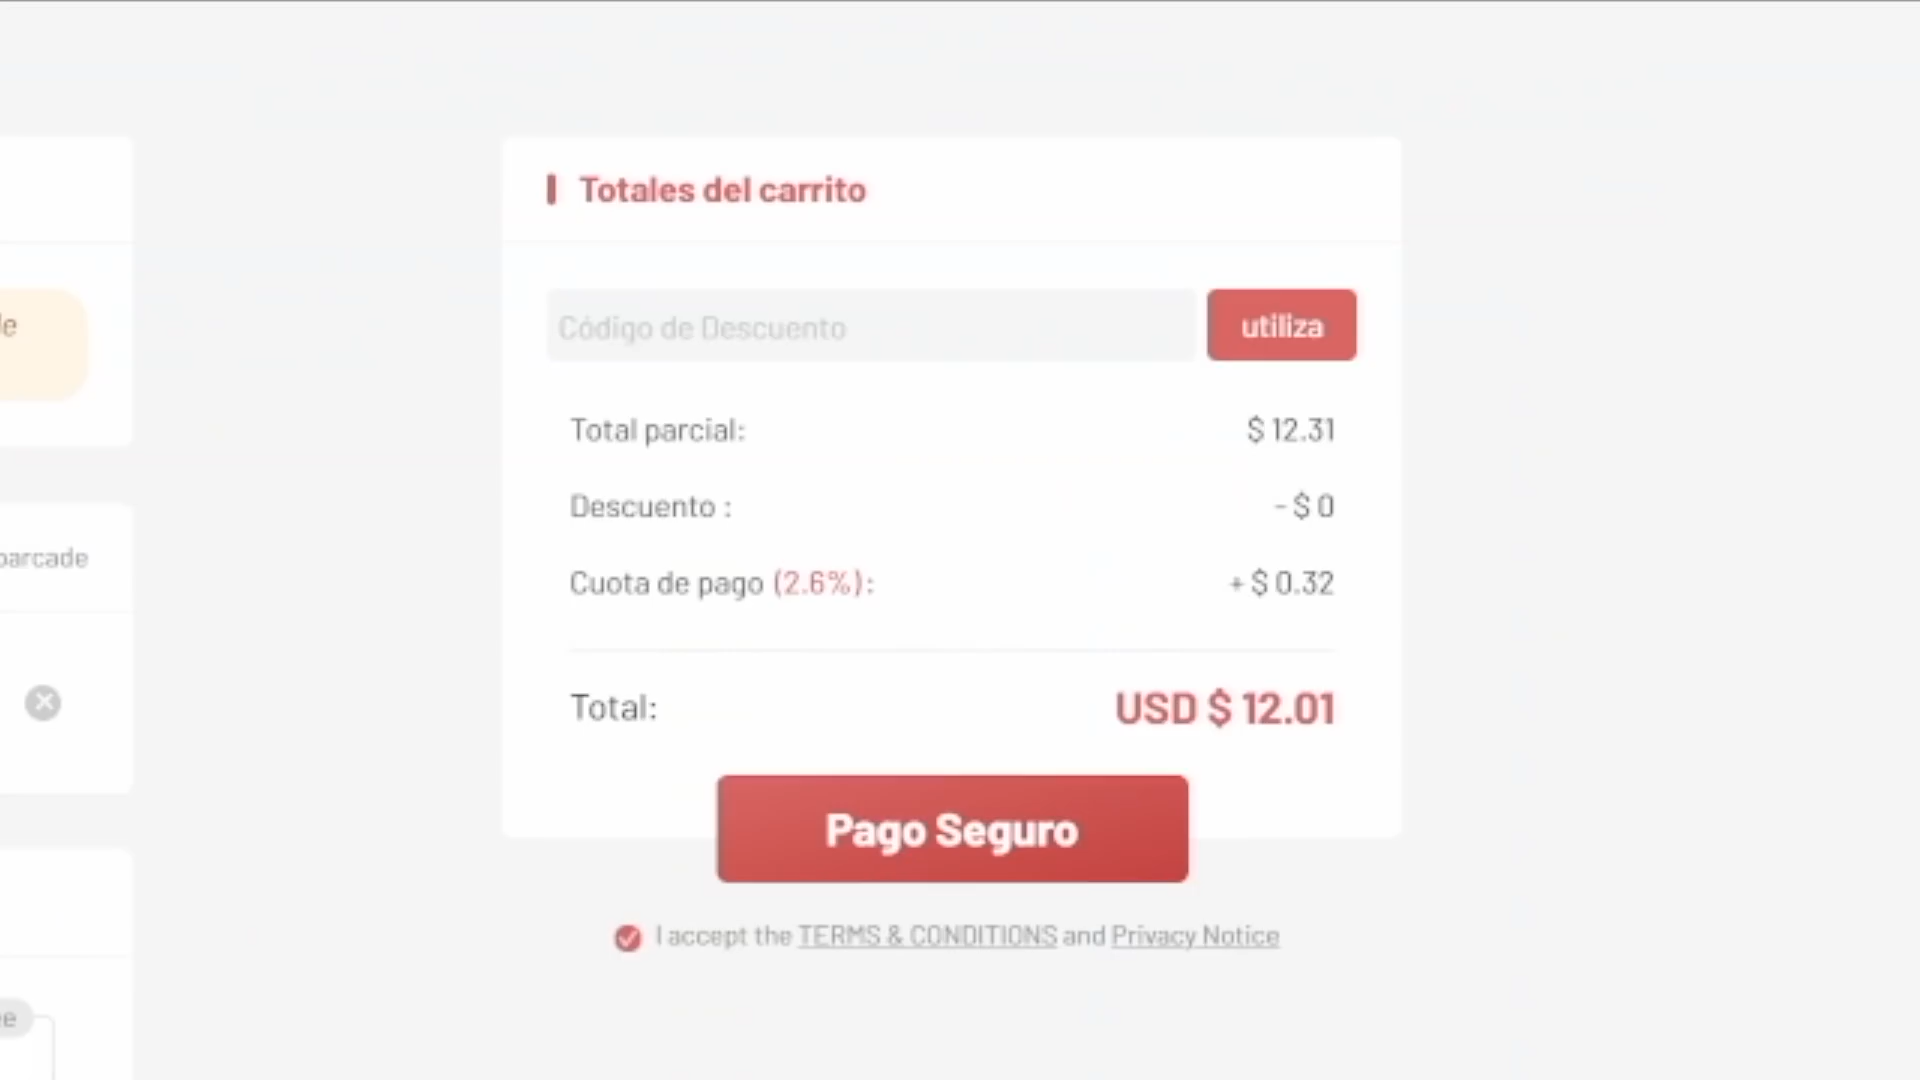 Totales del carrito
Código de Descuento
utiliza
Total parcial: $ 12.31
Descuento : - $ 0
Cuota de pago (2.6%): + $ 0.32
Total: USD $ 12.01
Pago Seguro
I accept the TERMS & CONDITIONS and Privacy Notice